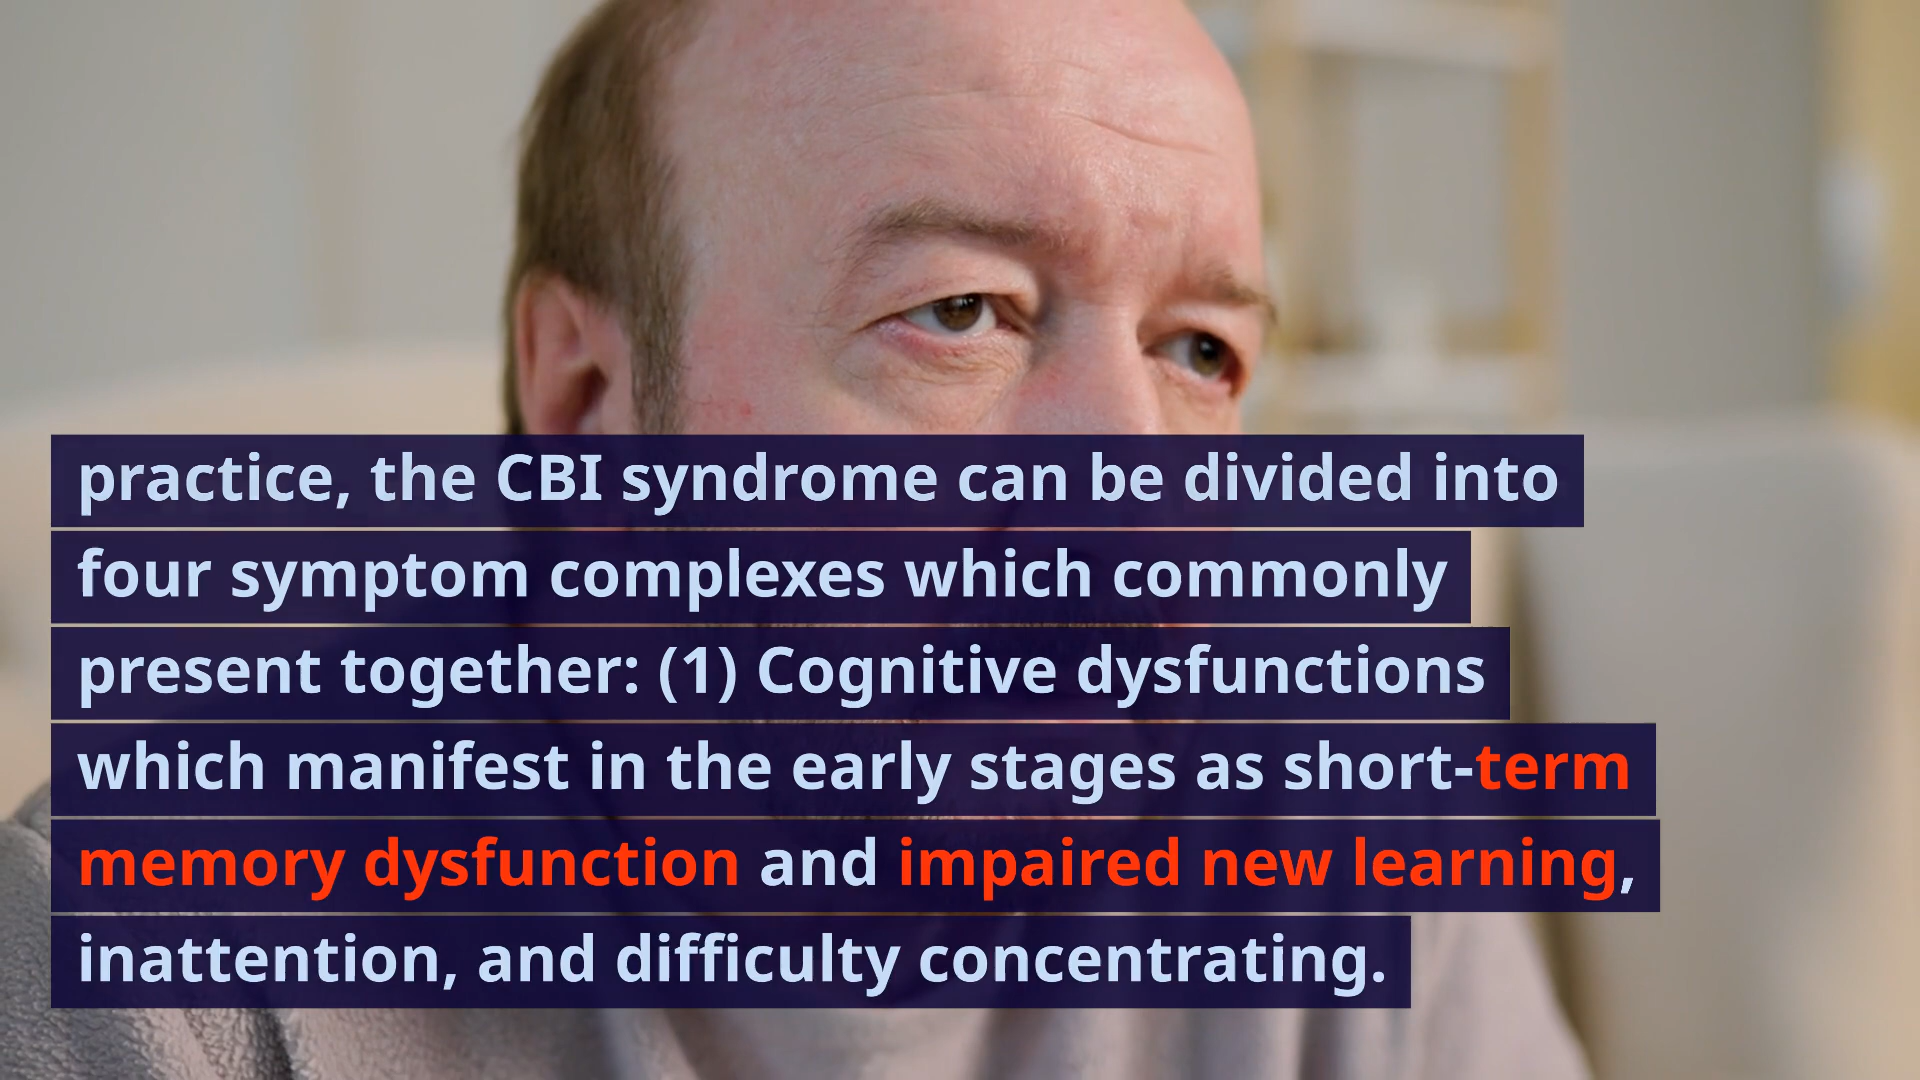 practice, the CBI syndrome can be divided into
four symptom complexes which commonly
present together: (1) Cognitive dysfunctions
which manifest in the early stages as short-term
memory dysfunction and impaired new learning,
inattention, and difficulty concentrating.